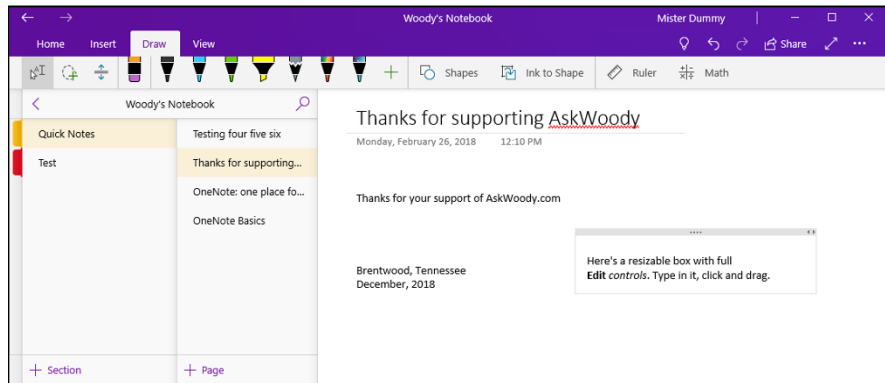 Woody's Notebook
Mister Dummy
Home Insert Draw View
Share
Shapes
Ink to Shape
Ruler
Math
Woody's Notebook
Quick Notes
Test
Testing four five six
Thanks for supporting...
OneNote: one place fo...
OneNote Basics
+ Section
+ Page
Thanks for supporting AskWoody
Monday, February 26, 2018 12:10 PM
Thanks for your support of AskWoody.com
Here's a resizable box with full
Edit controls. Type in it, click and drag.
Brentwood, Tennessee
December, 2018